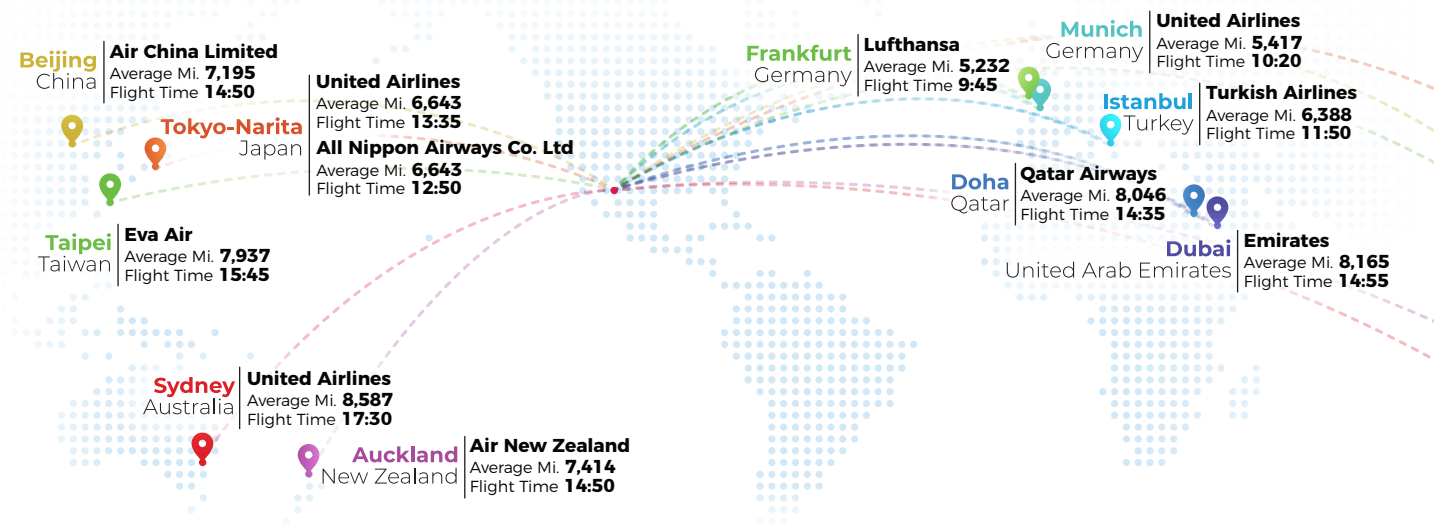 Beijing
China
Air China Limited
Average Mi. 7,195
Flight Time 14:50
Tokyo-Narita
Japan
United Airlines
Average Mi. 6,643
Flight Time 13:35
All Nippon Airways Co. Ltd
Average Mi. 6,643
Flight Time 12:50
Taipei
Taiwan
Eva Air
Average Mi. 7,937
Flight Time 15:45
Sydney
Australia
United Airlines
Average Mi. 8,587
Flight Time 17:30
Auckland
New Zealand
Air New Zealand
Average Mi. 7,414
Flight Time 14:50
Frankfurt
Germany
Lufthansa
Average Mi. 5,232
Flight Time 9:45
Munich
Germany
United Airlines
Average Mi. 5,417
Flight Time 10:20
Istanbul
Turkey
Turkish Airlines
Average Mi. 6,388
Flight Time 11:50
Doha
Qatar
Qatar Airways
Average Mi. 8,046
Flight Time 14:35
Dubai
United Arab Emirates
Emirates
Average Mi. 8,165
Flight Time 14:55